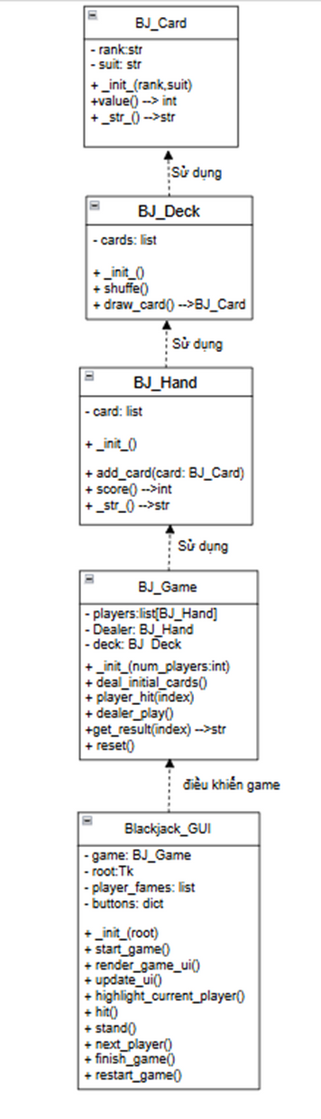 BJ_Card
- rank:str
- suit: str
+ _init_(rank,suit)
+value() --> int
+ _str_() -->str
Sử dụng
BJ_Deck
- cards: list
+ _init_()
+ shuffe()
+ draw_card() -->BJ_Card
Sử dụng
BJ_Hand
- card: list
+ _init_()
+ add_card(card: BJ_Card)
+ score() -->int
+ _str_() -->str
Sử dụng
BJ_Game
- players:list[BJ_Hand]
- Dealer: BJ_Hand
- deck: BJ_Deck
+ _init_(num_players:int)
+ deal_initial_cards()
+ player_hit(index)
+ dealer_play()
+get_result(index) -->str
+ reset()
điều khiển game
Blackjack_GUI
- game: BJ_Game
- root:Tk
- player_fames: list
- buttons: dict
+ _init_(root)
+ start_game()
+ render_game_ui()
+ update_ui()
+ highlight_current_player()
+ hit()
+ stand()
+ next_player()
+ finish_game()
+ restart_game()